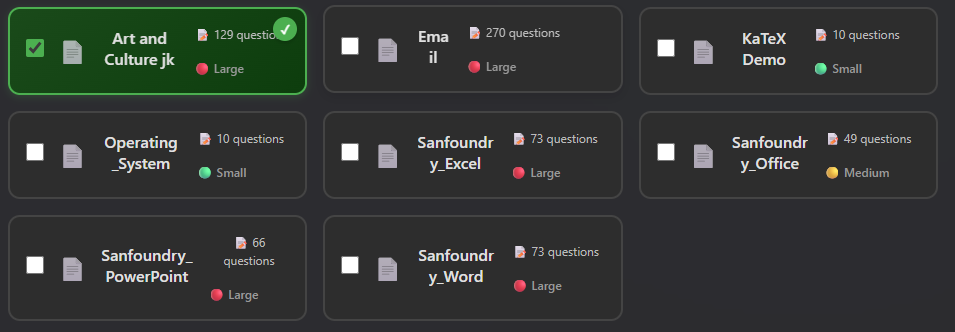 Art and
Culture jk
129 questio
Large
Ema
il
270 questions
Large
KaTeX
Demo
10 questions
Small
Operating
_System
10 questions
Small
Sanfoundr
y_Excel
73 questions
Large
Sanfoundr
y_Office
49 questions
Medium
Sanfoundry_
PowerPoint
66
questions
Large
Sanfoundr
y_Word
73 questions
Large